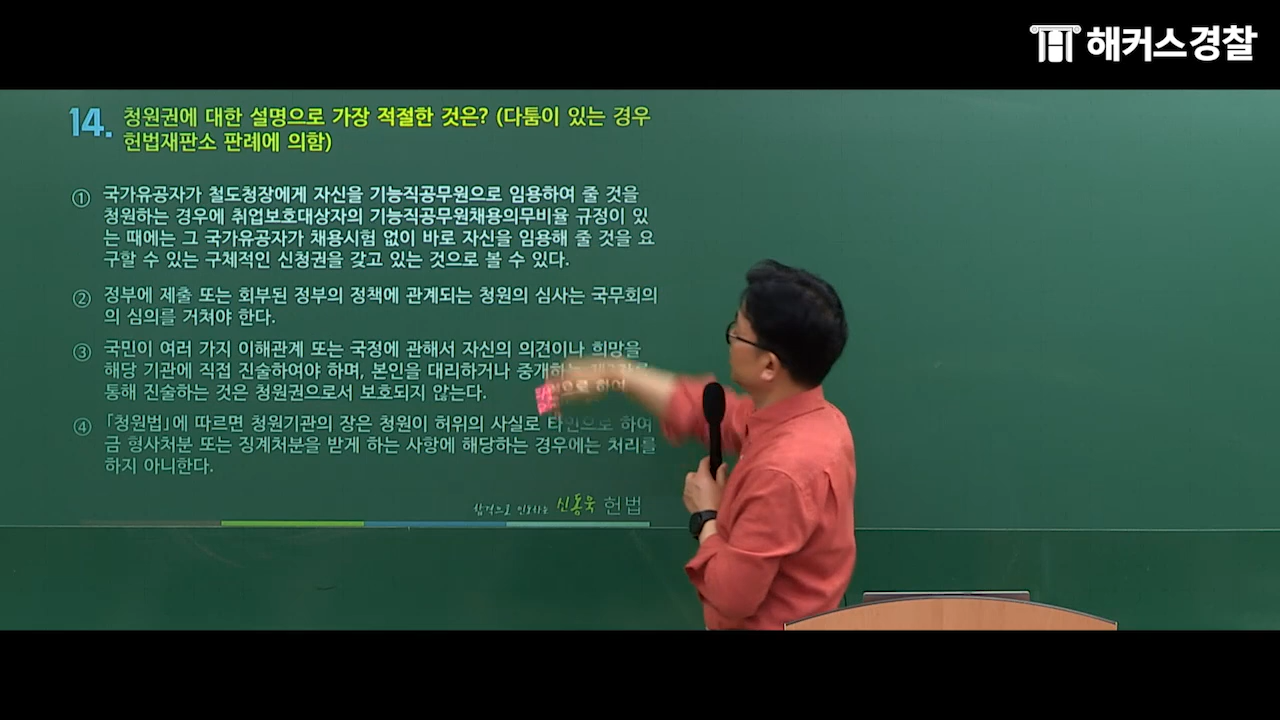 해커스경찰
14. 청원권에 대한 설명으로 가장 적절한 것은? (다툼이 있는 경우
헌법재판소 판례에 의함)
① 국가유공자가 철도청장에게 자신을 기능직공무원으로 임용하여 줄 것을
청원하는 경우에 취업보호대상자의 기능직공무원채용의무비율 규정이 있
는 때에는 그 국가유공자가 채용시험 없이 바로 자신을 임용해 줄 것을 요
구할 수 있는 구체적인 신청권을 갖고 있는 것으로 볼 수 있다.
② 정부에 제출 또는 회부된 정부의 정책에 관계되는 청원의 심사는 국무회의
의 심의를 거쳐야 한다.
③ 국민이 여러 가지 이해관계 또는 국정에 관해서 자신의 의견이나 희망을
해당 기관에 직접 진술하여야 하며, 본인을 대리하거나 중개하는
통해 진술하는 것은 청원권으로서 보호되지 않는다.
④ 「청원법」에 따르면 청원기관의 장은 청원이 허위의 사실로 타인으로 하여
금 형사처분 또는 징계처분을 받게 하는 사항에 해당하는 경우에는 처리를
하지 아니한다.
합격으로 인도하는 신동욱 헌법